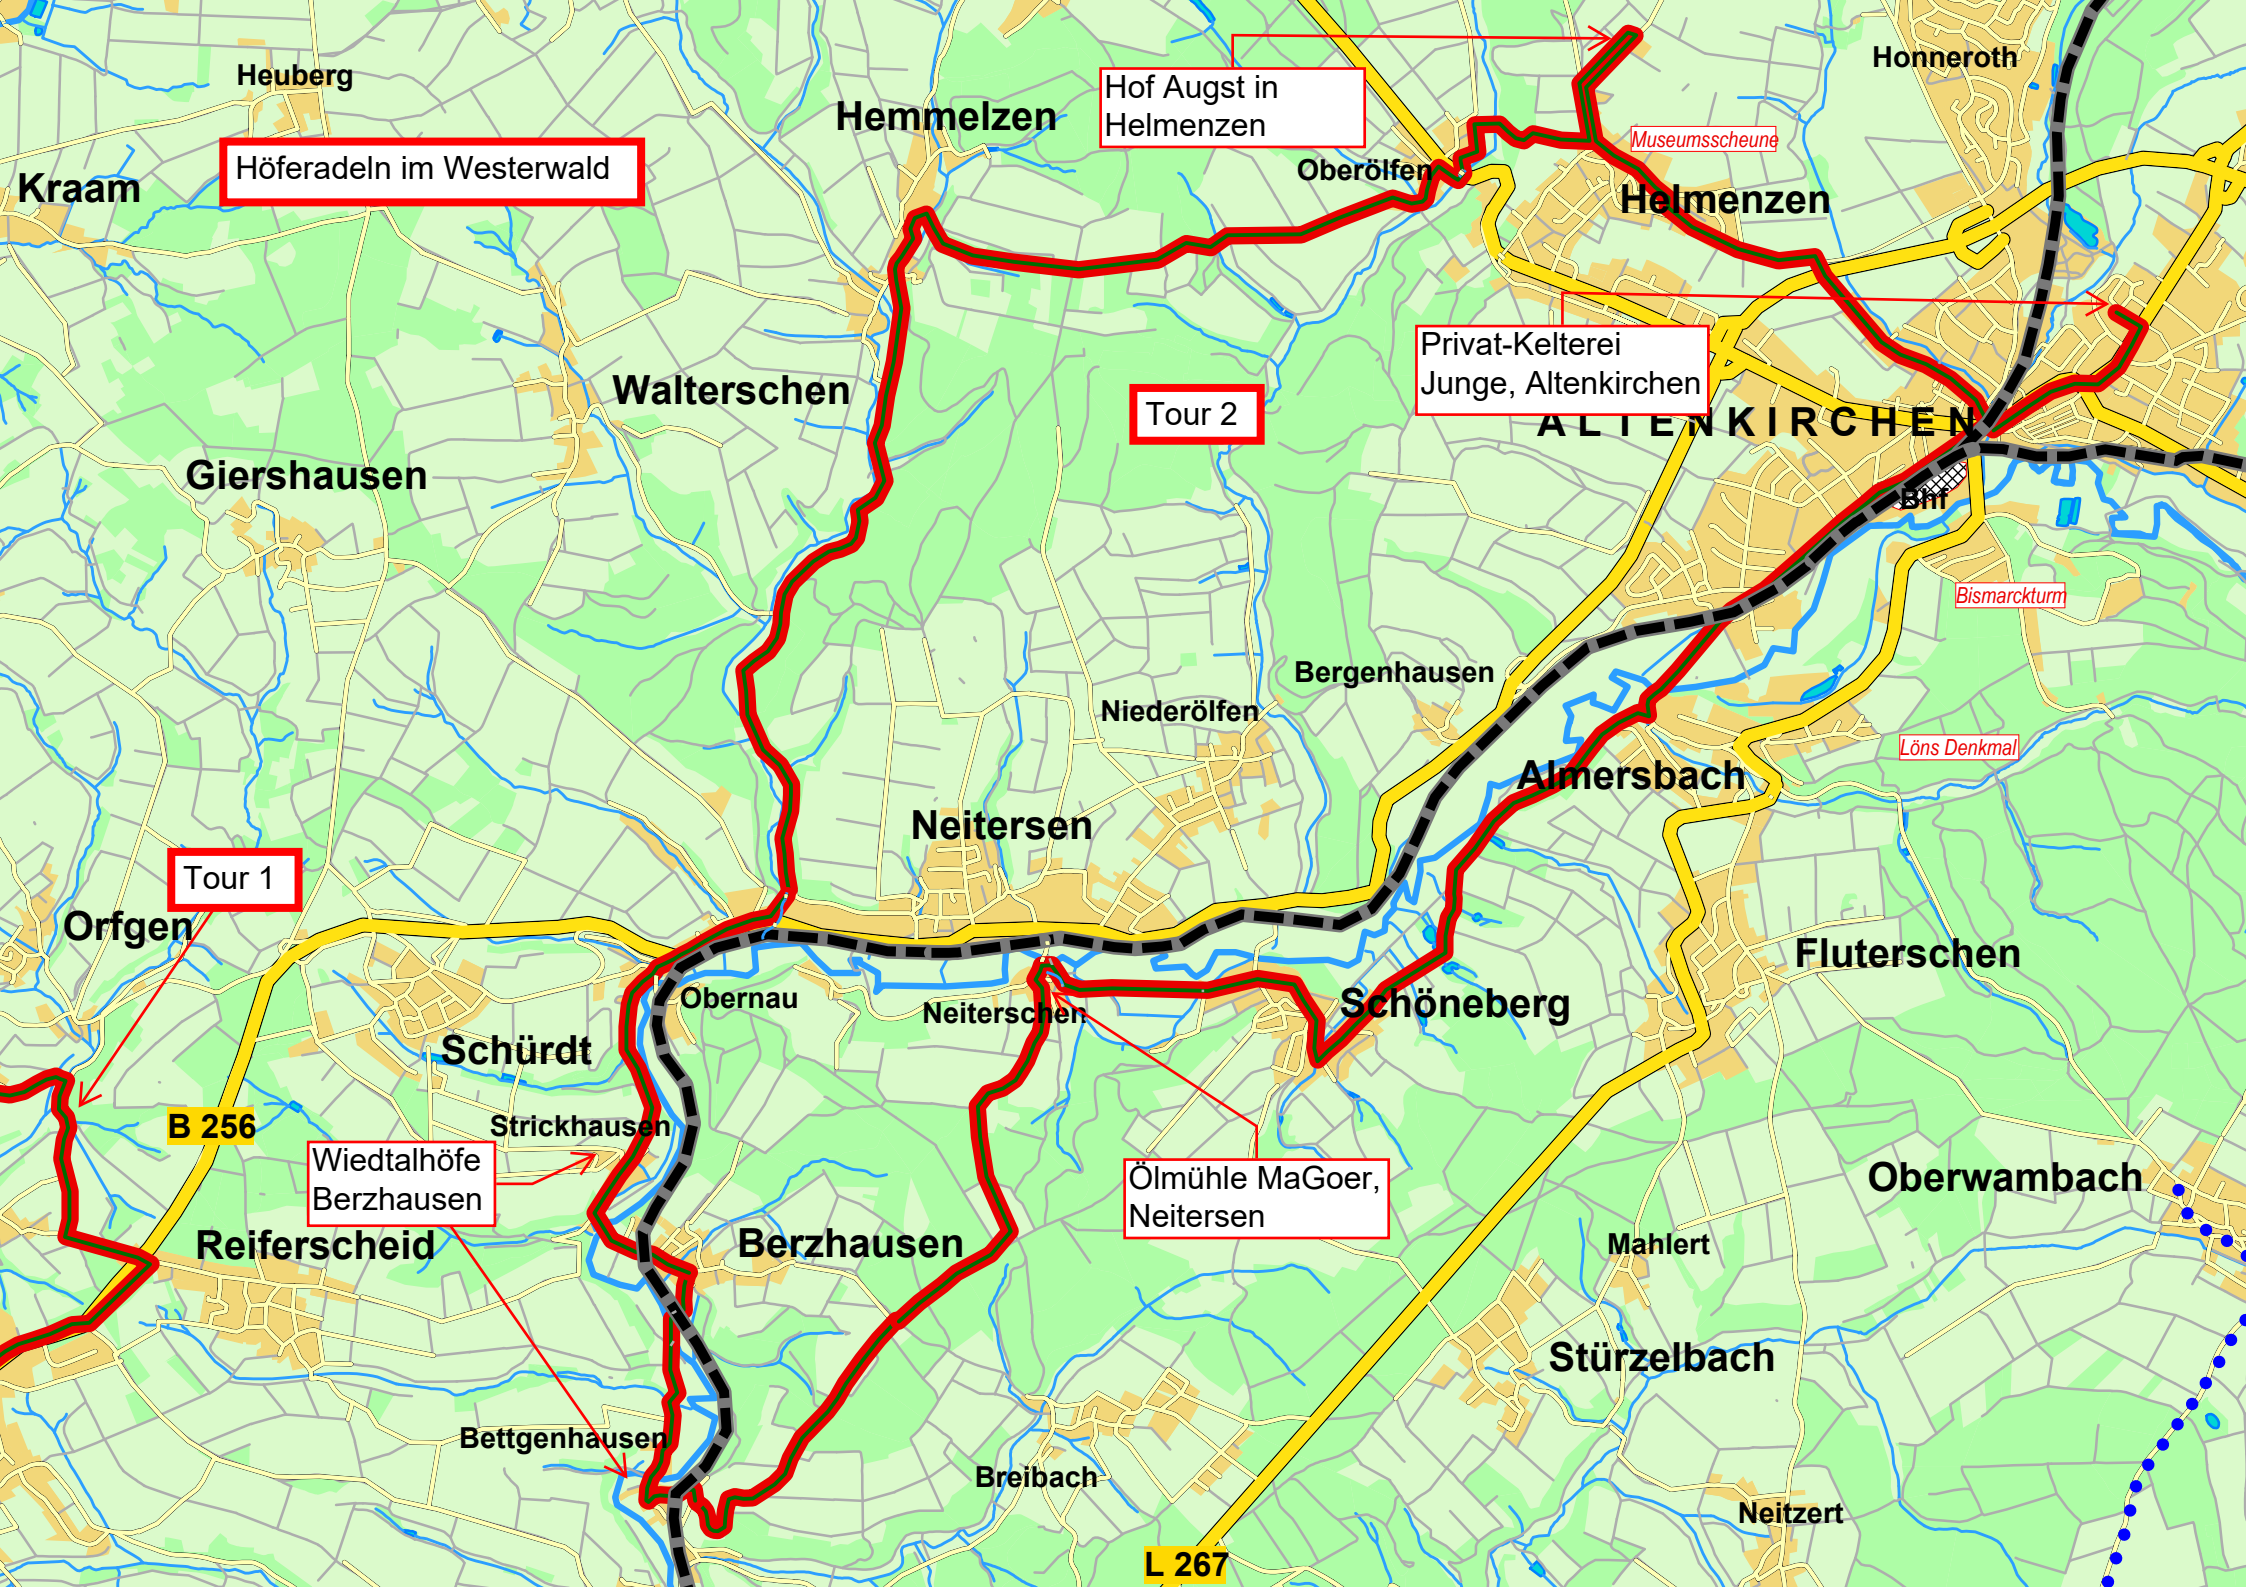 Honneroth
Heuberg
Hof Augst in
Helmenzen
Hemmelzen
Museumsscheune
Höferadeln im Westerwald
Oberölfen
Kraam
Helmenzen
Privat-Kelterei
Junge, Altenkirchen
Walterschen
Tour 2
ALTENKIRCHEN
Giershausen
Bhf
Bismarckturm
Bergenhausen
Niederölfen
Löns Denkmal
Almersbach
Neitersen
Tour 1
Orfgen
Fluterschen
Obernau
Schöneberg
Neiterschen
Schürdt
B 256
Strickhausen
Wiedtalhöfe
Berzhausen
Ölmühle MaGoer,
Neitersen
Oberwambach
Reiferscheid
Berzhausen
Mahlert
Stürzelbach
Bettgenhausen
Breibach
Neitzert
L 267